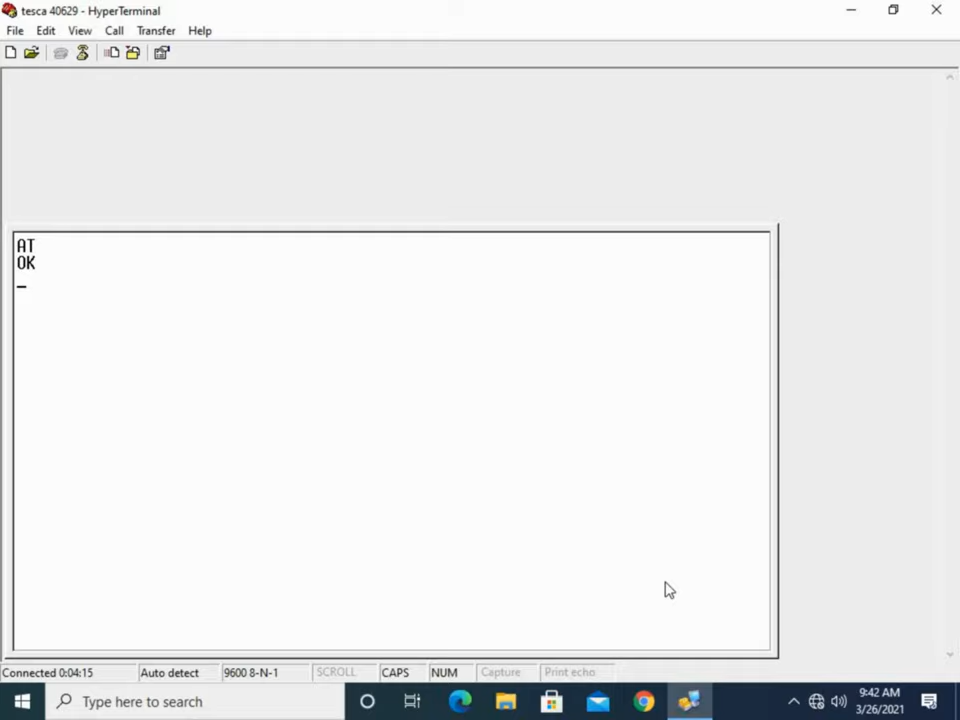 tesca 40629 - HyperTerminal
File Edit View Call Transfer Help
AT
OK
Connected 0:04:15 Auto detect 9600 8-N-1 SCROLL CAPS NUM Capture Print echo
Type here to search
9:42 AM
3/26/2021